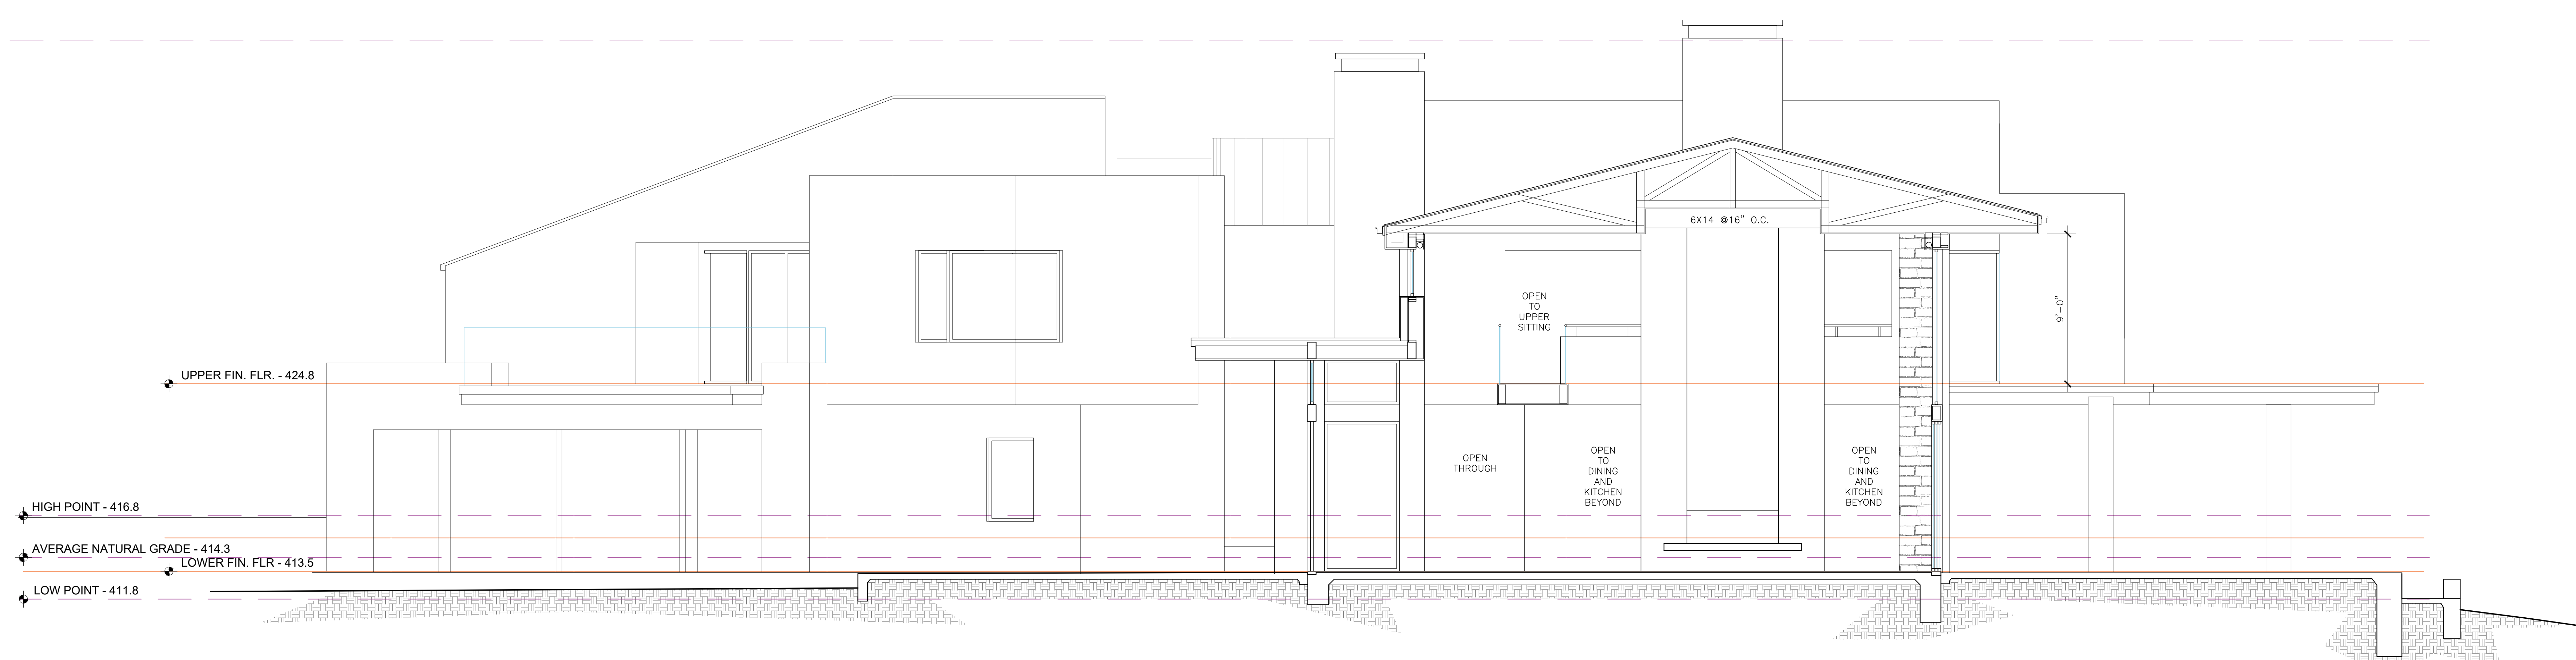 6X14 @16" O.C.
OPEN
TO
UPPER
SITTING
9'-0"
UPPER FIN. FLR. - 424.8
OPEN
THROUGH
OPEN
TO
DINING
AND
KITCHEN
BEYOND
OPEN
TO
DINING
AND
KITCHEN
BEYOND
HIGH POINT - 416.8
AVERAGE NATURAL GRADE - 414.3
LOWER FIN. FLR - 413.5
LOW POINT - 411.8